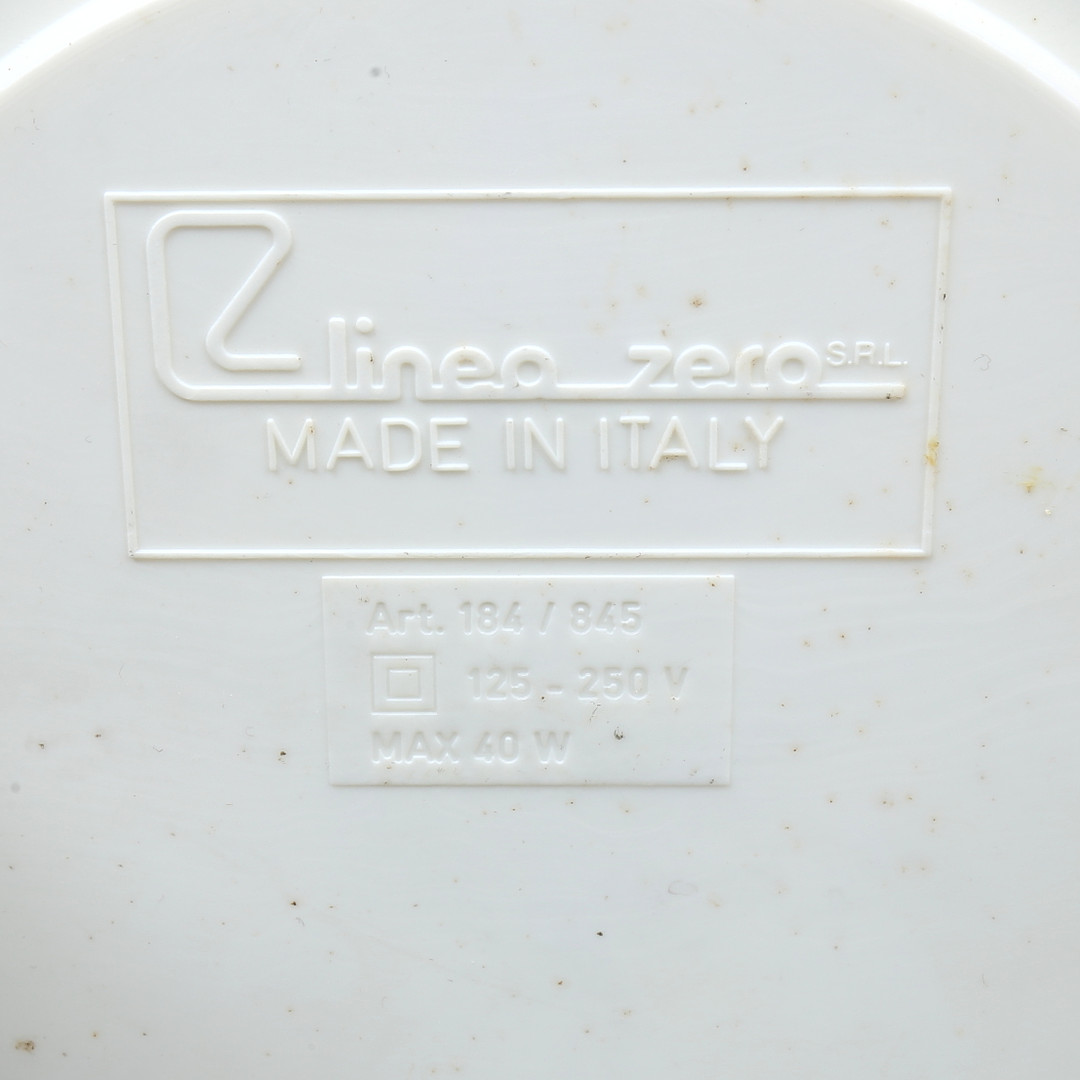 linea zero S.R.L.
MADE IN ITALY
Art. 184 / 845
125 - 250 V
MAX 40 W